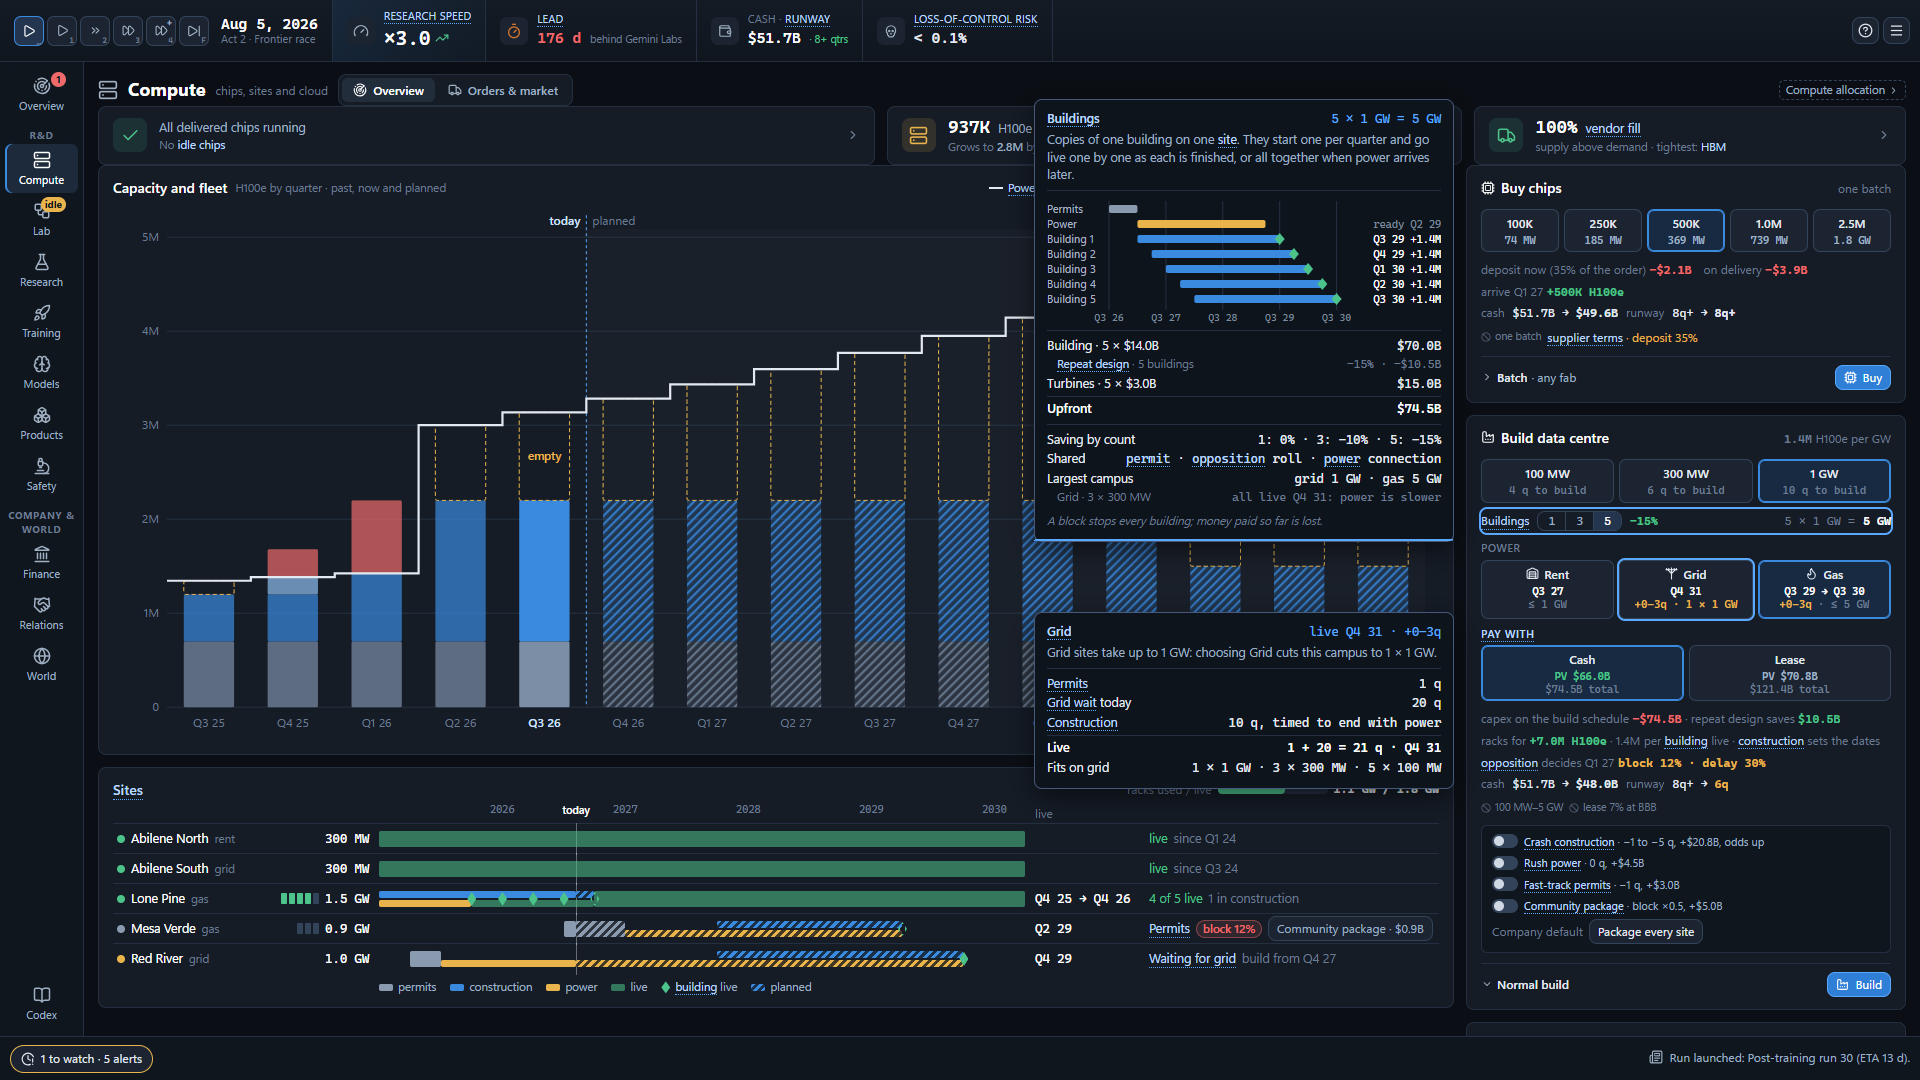 Aug 5, 2026
Act 2 · Frontier race
RESEARCH SPEED
×3.0
LEAD
176 d behind Gemini Labs
CASH · RUNWAY
$51.7B · 8+ qtrs
LOSS-OF-CONTROL RISK
< 0.1%
Overview
1
R&D
Compute
idle
Lab
Research
Training
Models
Products
Safety
COMPANY &
WORLD
Finance
Relations
World
Codex
Compute chips, sites and cloud
Overview
Orders & market
Compute allocation ›
All delivered chips running
No idle chips
937K H100e
Grows to 2.8M
100% vendor fill
supply above demand · tightest: HBM
Capacity and fleet H100e by quarter · past, now and planned
today planned
5M
4M
3M
2M
1M
0
empty
Q3 25 Q4 25 Q1 26 Q2 26 Q3 26 Q4 26 Q1 27 Q2 27 Q3 27 Q4 27
Buildings 5 × 1 GW = 5 GW
Copies of one building on one site. They start one per quarter and go
live one by one as each is finished, or all together when power arrives
later.
Permits
Power ready Q2 29
Building 1 Q3 29 +1.4M
Building 2 Q4 29 +1.4M
Building 3 Q1 30 +1.4M
Building 4 Q2 30 +1.4M
Building 5 Q3 30 +1.4M
Q3 26 Q3 27 Q3 28 Q3 29 Q3 30
Building · 5 × $14.0B $70.0B
Repeat design · 5 buildings −15% · −$10.5B
Turbines · 5 × $3.0B $15.0B
Upfront $74.5B
Saving by count 1: 0% · 3: −10% · 5: −15%
Shared permit · opposition roll · power connection
Largest campus grid 1 GW · gas 5 GW
Grid · 3 × 300 MW all live Q4 31: power is slower
A block stops every building; money paid so far is lost.
Grid live Q4 31 · +0−3q
Grid sites take up to 1 GW: choosing Grid cuts this campus to 1 × 1 GW.
Permits 1 q
Grid wait today 20 q
Construction 10 q, timed to end with power
Live 1 + 20 = 21 q · Q4 31
Fits on grid 1 × 1 GW · 3 × 300 MW · 5 × 100 MW
Sites
2026 today 2027 2028 2029 2030 live
Abilene North rent 300 MW live since Q1 24
Abilene South grid 300 MW live since Q3 24
Lone Pine gas 1.5 GW Q4 25 → Q4 26 4 of 5 live 1 in construction
Mesa Verde gas 0.9 GW Q2 29 Permits block 12% Community package · $0.9B
Red River grid 1.0 GW Q4 29 Waiting for grid build from Q4 27
permits construction power live building live planned
Buy chips one batch
100K 250K 500K 1.0M 2.5M
74 MW 185 MW 369 MW 739 MW 1.8 GW
deposit now (35% of the order) −$2.1B on delivery −$3.9B
arrive Q1 27 +500K H100e
cash $51.7B → $49.6B runway 8q+ → 8q+
one batch supplier terms · deposit 35%
Batch · any fab
Buy
Build data centre 1.4M H100e per GW
100 MW 300 MW 1 GW
4 q to build 6 q to build 10 q to build
Buildings 1 3 5 −15% 5 × 1 GW = 5 GW
POWER
Rent Grid Gas
Q3 27 Q4 31 Q3 29 → Q3 30
≤ 1 GW +0−3q · 1 × 1 GW +0−3q · ≤ 5 GW
PAY WITH
Cash Lease
PV $66.0B PV $70.8B
$74.5B total $121.4B total
capex on the build schedule −$74.5B · repeat design saves $10.5B
racks for +7.0M H100e · 1.4M per building live · construction sets the dates
opposition decides Q1 27 block 12% · delay 30%
cash $51.7B → $48.0B runway 8q+ → 6q
100 MW–5 GW lease 7% at BBB
Crash construction · −1 to −5 q, +$20.8B, odds up
Rush power · 0 q, +$4.5B
Fast-track permits · −1 q, +$3.0B
Community package · block ×0.5, +$5.0B
Company default Package every site
Normal build
Build
1 to watch · 5 alerts
Run launched: Post-training run 30 (ETA 13 d).